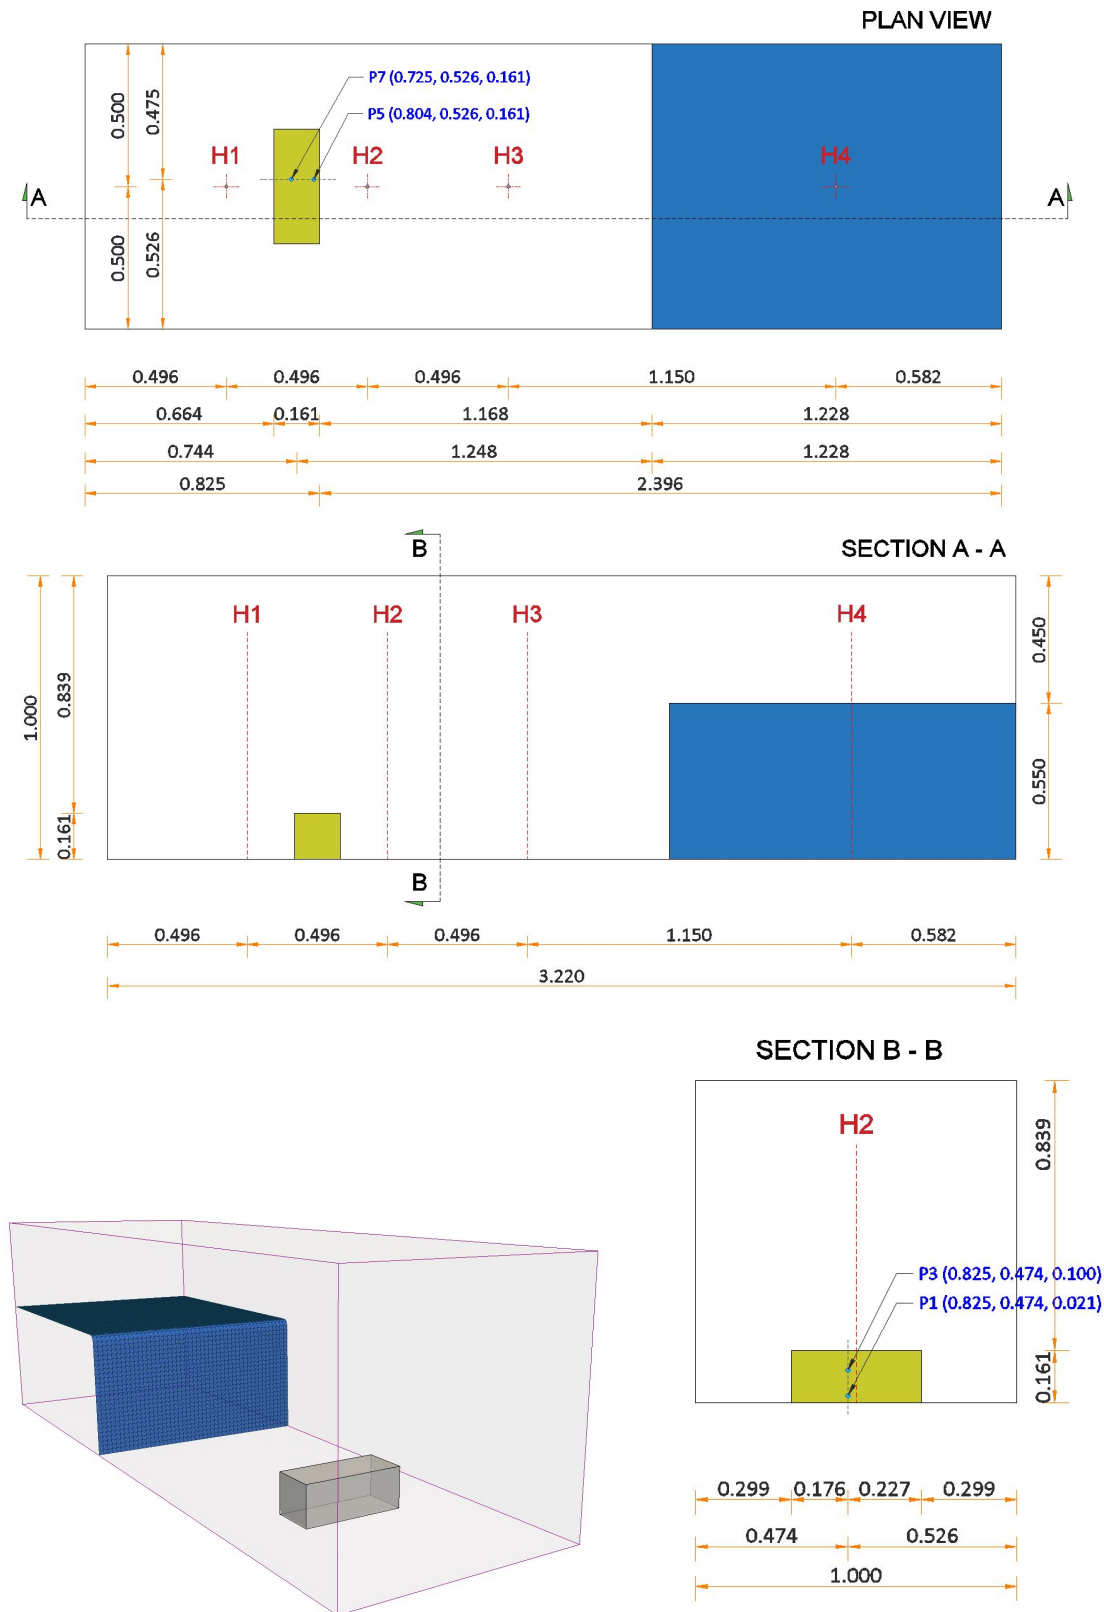 PLAN VIEW
P7 (0.725, 0.526, 0.161)
P5 (0.804, 0.526, 0.161)
0.500
0.475
H1
H2
H3
H4
A
A
0.500
0.526
0.496
0.496
0.496
1.150
0.582
0.664
0.161
1.168
1.228
0.744
1.248
1.228
0.825
2.396
B
SECTION A - A
H1
H2
H3
H4
1.000
0.839
0.161
0.450
0.550
B
0.496
0.496
0.496
1.150
0.582
3.220
SECTION B - B
H2
0.839
P3 (0.825, 0.474, 0.100)
P1 (0.825, 0.474, 0.021)
0.161
0.299
0.176
0.227
0.299
0.474
0.526
1.000